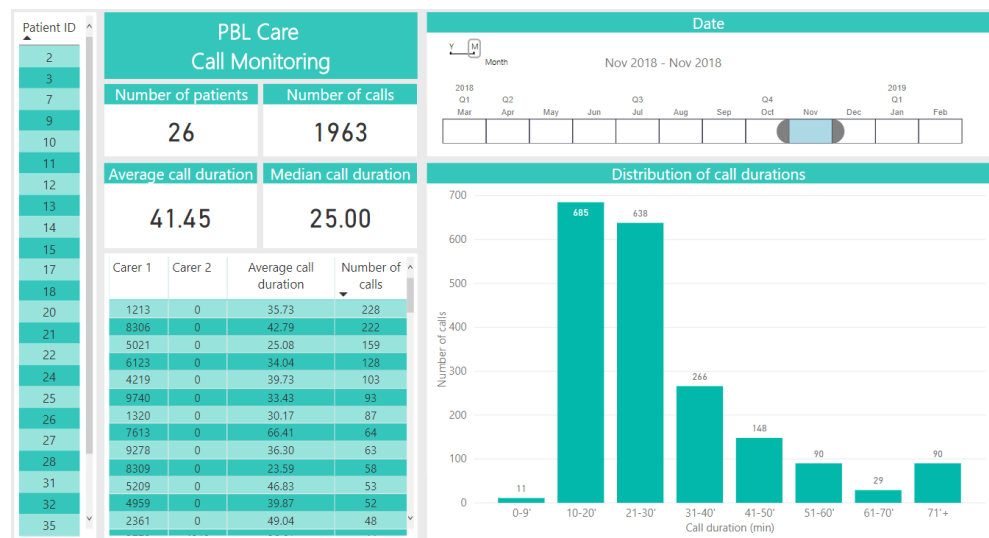 Patient ID
2
3
7
9
10
11
12
13
14
15
17
18
20
21
22
24
25
26
27
28
31
32
35
PBL Care
Call Monitoring
Number of patients
26
Number of calls
1963
Average call duration
41.45
Median call duration
25.00
Carer 1 Carer 2 Average call duration Number of calls
1213 0 35.73 228
8306 0 42.79 222
5021 0 25.08 159
6123 0 34.04 128
4219 0 39.73 103
9740 0 33.43 93
1320 0 30.17 87
7613 0 66.41 64
9278 0 36.30 63
8309 0 23.59 58
5209 0 46.83 53
4959 0 39.87 52
2361 0 49.04 48
Date
Y M
Month
Nov 2018 - Nov 2018
2018 2019
Q1 Q2 Q3 Q4 Q1
Mar Apr May Jun Jul Aug Sep Oct Nov Dec Jan Feb
Distribution of call durations
Number of calls
700
600
500
400
300
200
100
0
11 685 638 266 148 90 29 90
0-9' 10-20' 21-30' 31-40' 41-50' 51-60' 61-70' 71'+
Call duration (min)